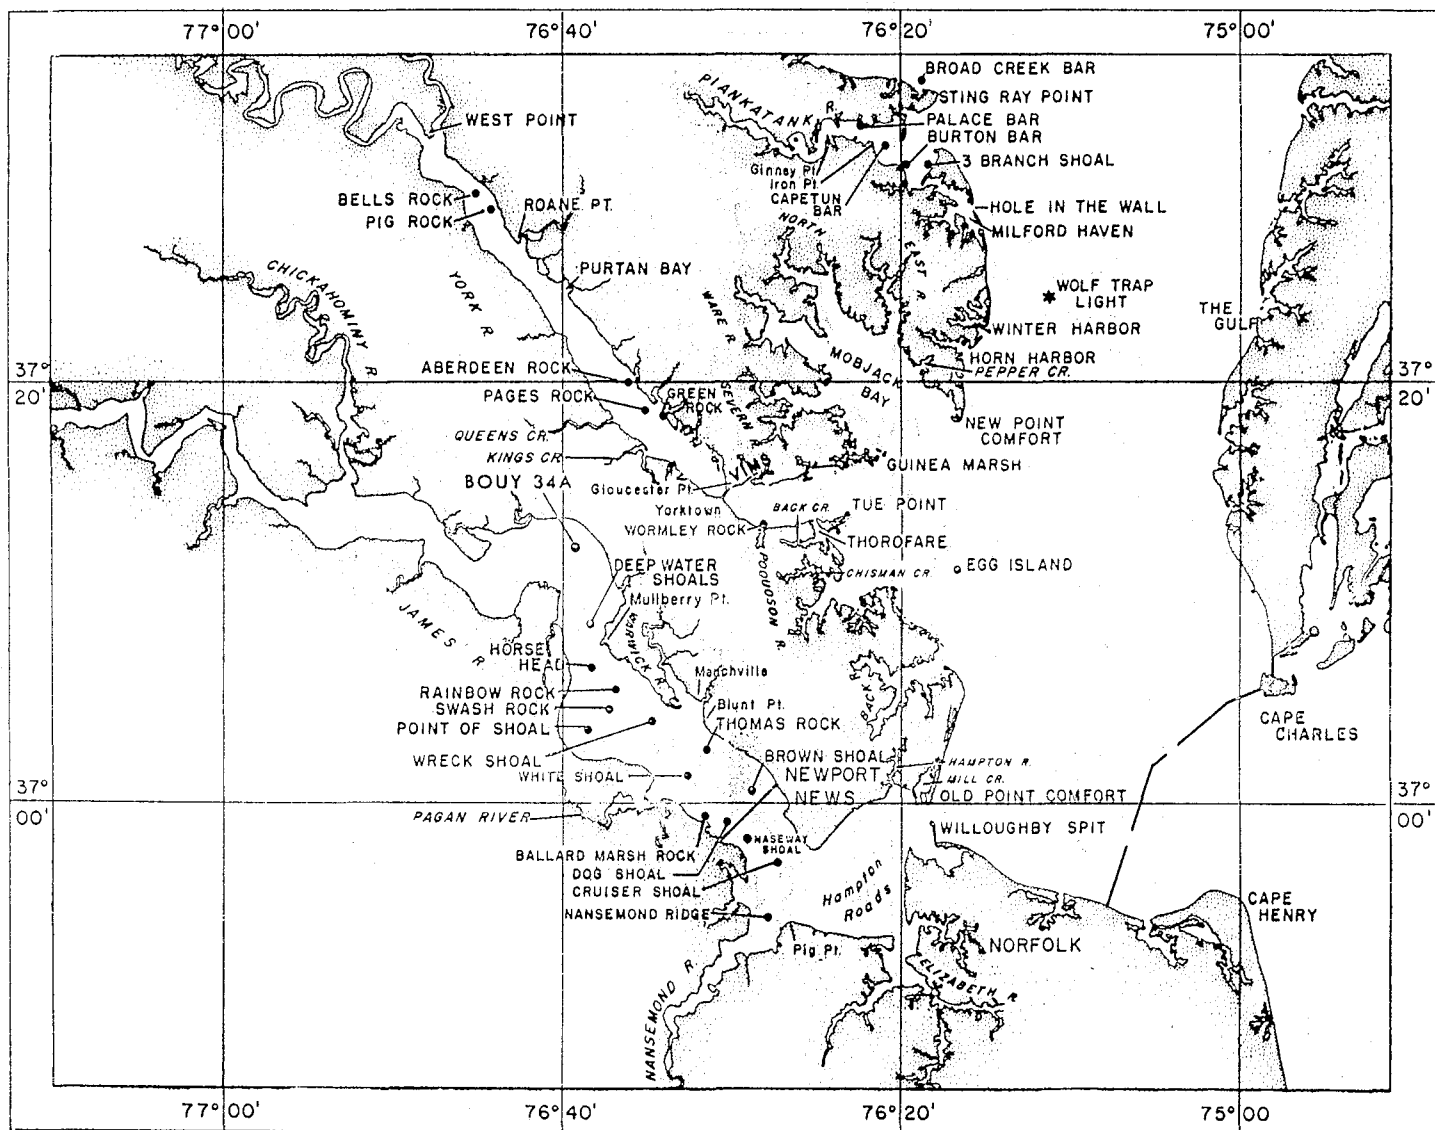 77°00'
76°40'
76°20'
75°00'
BROAD CREEK BAR
STING RAY POINT
PIANKATANK R.
PALACE BAR
BURTON BAR
WEST POINT
3 BRANCH SHOAL
Ginney Pt.
Iron Pt.
CAPETUN
BAR
BELLS ROCK
PIG ROCK
ROANE PT.
HOLE IN THE WALL
MILFORD HAVEN
NORTH
EAST R.
CHICKAHOMINY R.
YORK R.
PURTAN BAY
WARE R.
WOLF TRAP
LIGHT
THE
GULF
WINTER HARBOR
MOBJACK
BAY
HORN HARBOR
PEPPER CR.
37°
20'
37°
20'
ABERDEEN ROCK
PAGES ROCK
GREEN
ROCK
SEVERN
NEW POINT
COMFORT
QUEENS CR.
KINGS CR.
VIMS
GUINEA MARSH
BOUY 34A
Gloucester Pt.
Yorktown
BACK CR.
TUE POINT
WORMLEY ROCK
THOROFARE
DEEP WATER
SHOALS
POQUOSON R.
CHISMAN CR.
EGG ISLAND
Mullberry Pt.
JAMES R.
WARWICK R.
HORSE
HEAD
Manchville
BACK R.
RAINBOW ROCK
SWASH ROCK
Blunt Pt.
POINT OF SHOAL
THOMAS ROCK
CAPE
CHARLES
WRECK SHOAL
BROWN SHOAL
HAMPTON R.
WHITE SHOAL
NEWPORT
NEWS
MILL CR.
OLD POINT COMFORT
37°
00'
37°
00'
PAGAN RIVER
WILLOUGHBY SPIT
NASEWAY
SHOAL
BALLARD MARSH ROCK
DOG SHOAL
CRUISER SHOAL
Hampton
Roads
CAPE
HENRY
NANSEMOND RIDGE
Pig Pt.
NORFOLK
NANSEMOND R.
ELIZABETH R.
77°00'
76°40'
76°20'
75°00'